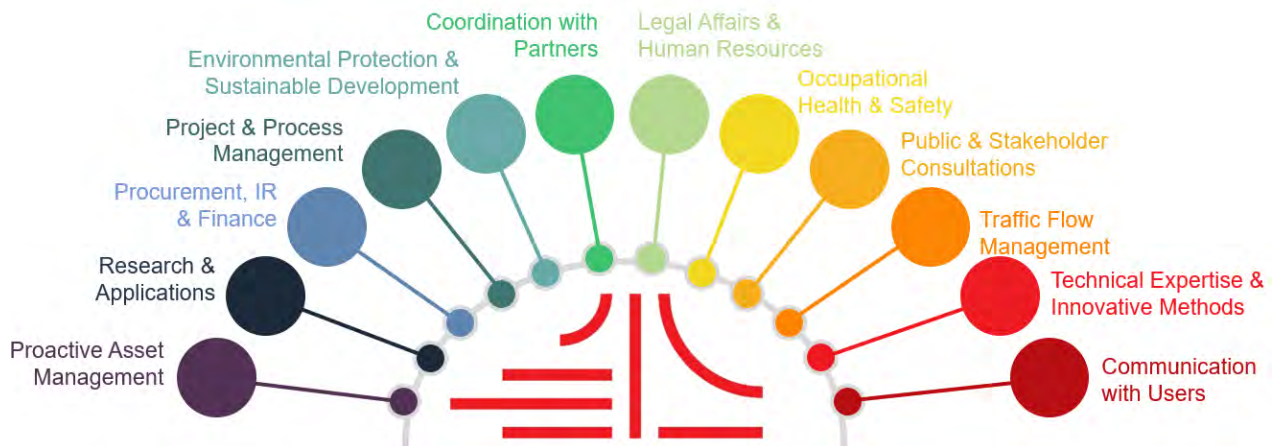 Coordination with
Partners
Legal Affairs &
Human Resources
Environmental Protection &
Sustainable Development
Occupational
Health & Safety
Project & Process
Management
Public & Stakeholder
Consultations
Procurement, IR
& Finance
Traffic Flow
Management
Research &
Applications
Technical Expertise &
Innovative Methods
Proactive Asset
Management
Communication
with Users